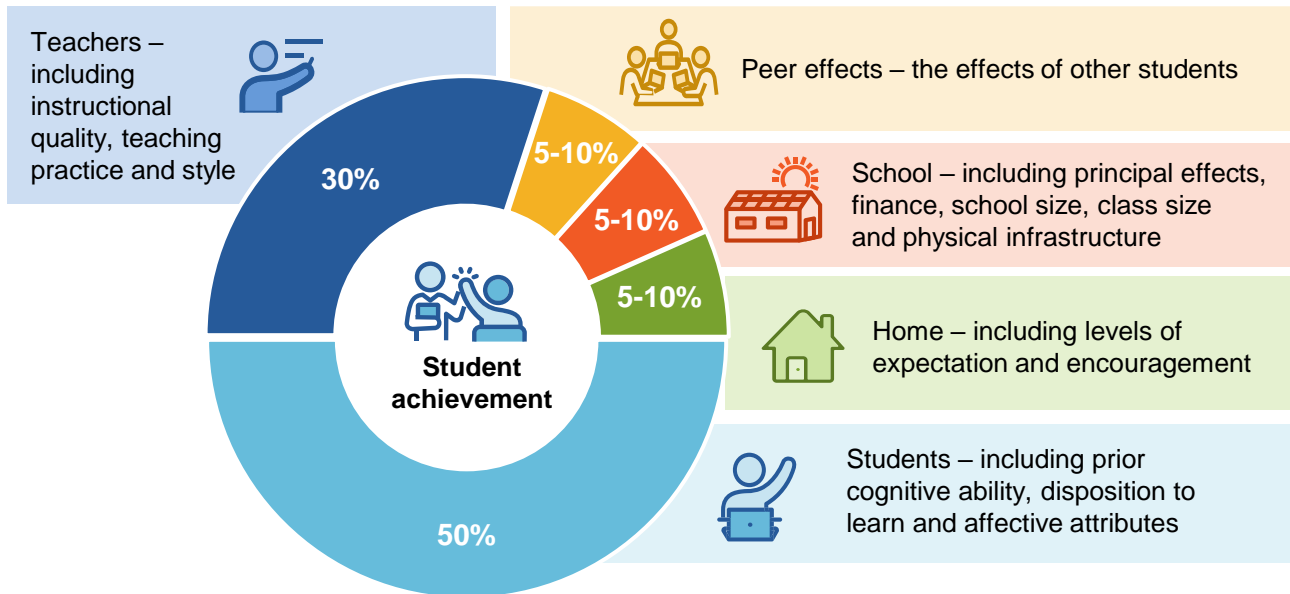 Teachers –
including
instructional
quality, teaching
practice and style
30%
5-10%
Peer effects – the effects of other students
5-10%
School – including principal effects,
finance, school size, class size
and physical infrastructure
5-10%
Home – including levels of
expectation and encouragement
Student
achievement
50%
Students – including prior
cognitive ability, disposition to
learn and affective attributes